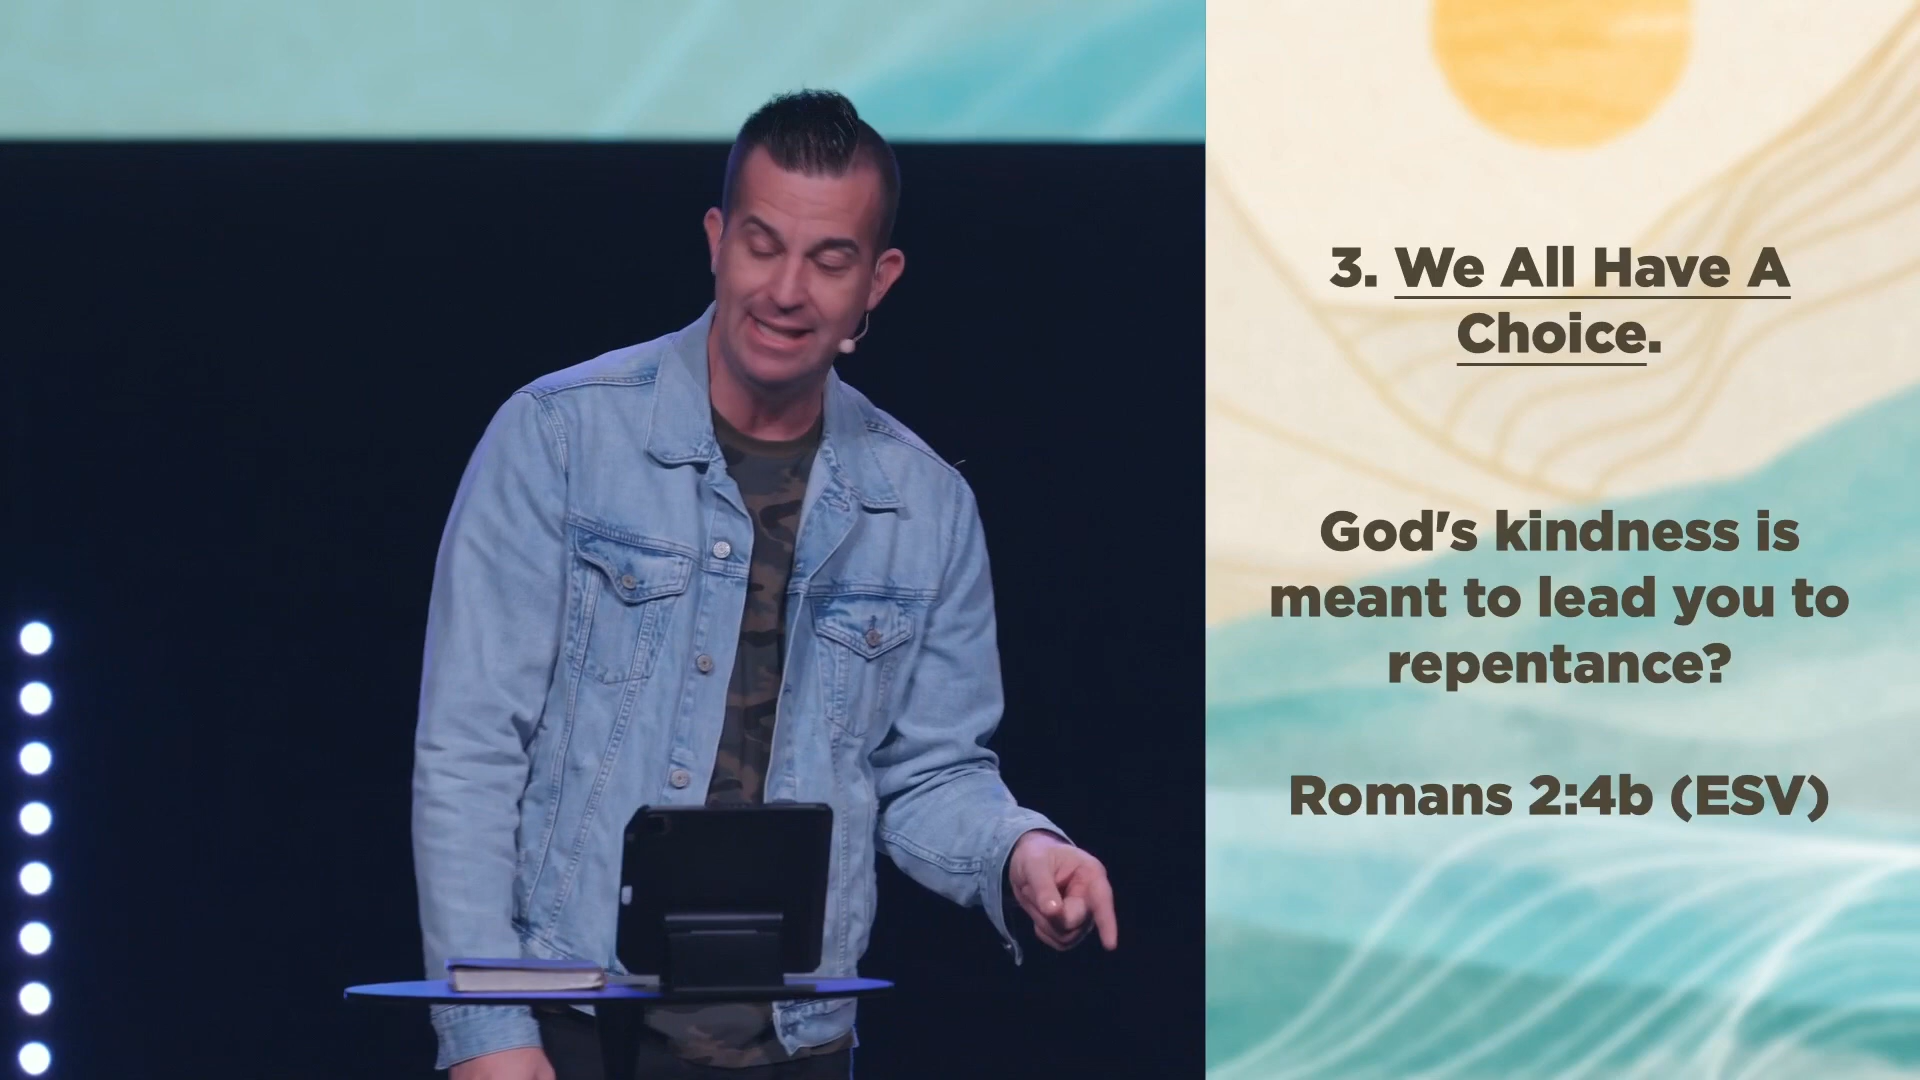 3. We All Have A
Choice.
God's kindness is
meant to lead you to
repentance?
Romans 2:4b (ESV)